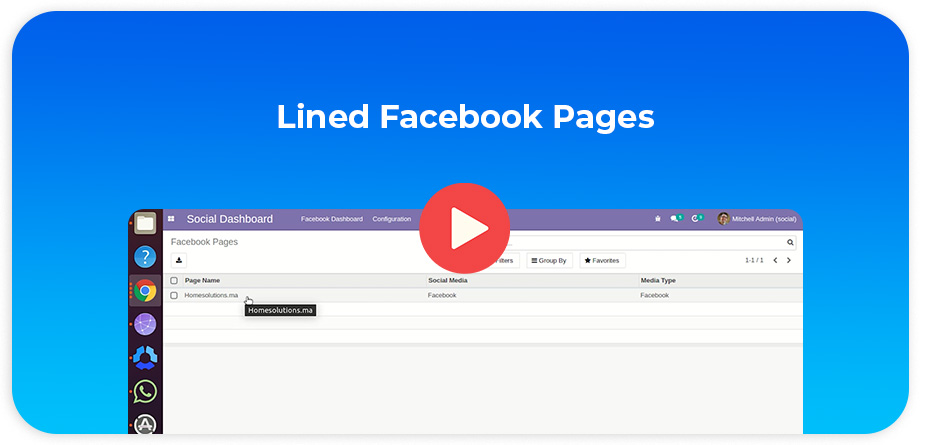 Lined Facebook Pages
Social Dashboard Facebook Dashboard Configuration Mitchell Admin (social)
Facebook Pages
Group By Favorites 1-1 / 1
Page Name Social Media Media Type
Homesolutions.ma Facebook Facebook
Homesolutions.ma